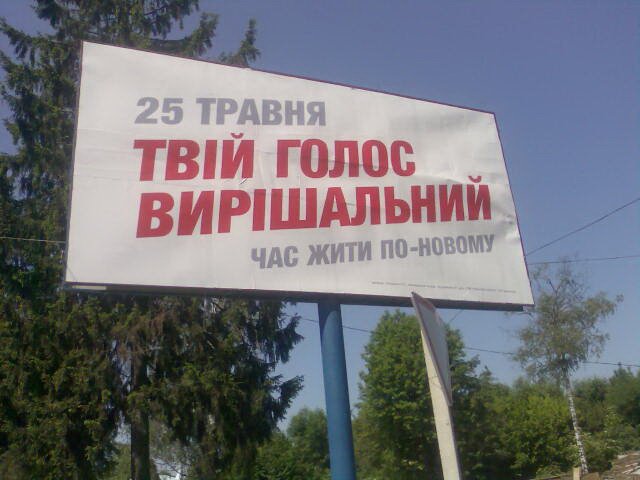 25 ТРАВНЯ
ТВІЙ ГОЛОС
ВИРІШАЛЬНИЙ
ЧАС ЖИТИ ПО-НОВОМУ